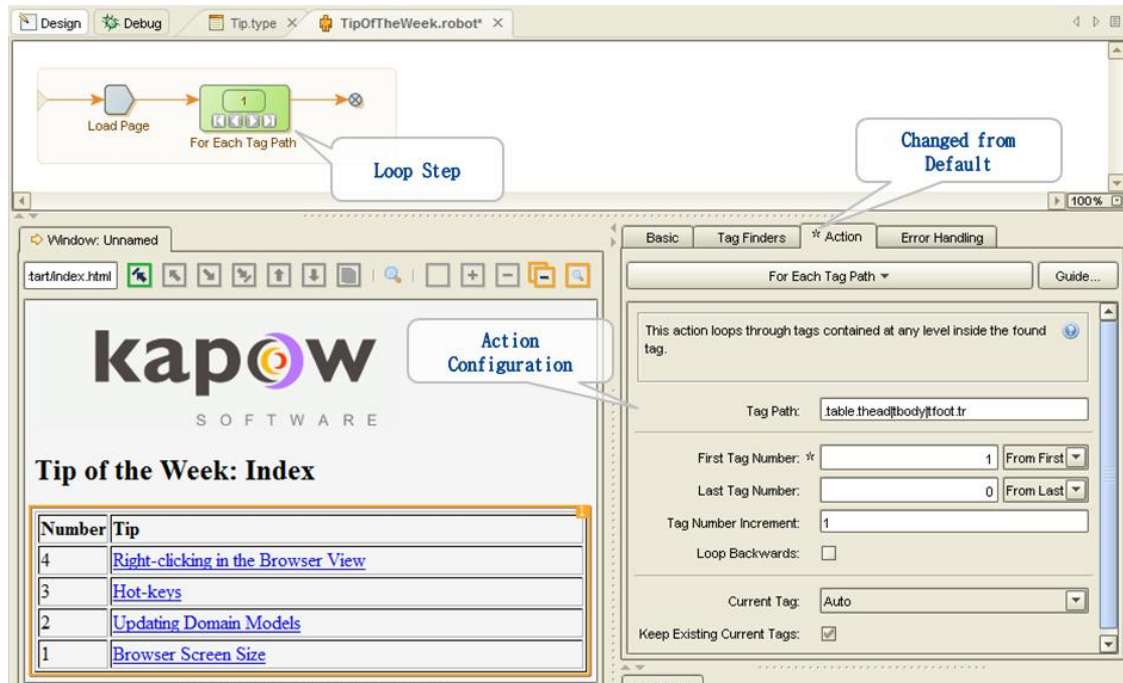 Design
Debug
Tip.type
TipOfTheWeek.robot*
1
Load Page
For Each Tag Path
Loop Step
Changed from
Default
100%
Window: Unnamed
tart/index.html
kapow
SOFTWARE
Tip of the Week: Index
1
Number Tip
4 Right-clicking in the Browser View
3 Hot-keys
2 Updating Domain Models
1 Browser Screen Size
Action
Configuration
Basic
Tag Finders
* Action
Error Handling
For Each Tag Path
Guide...
This action loops through tags contained at any level inside the found
tag.
Tag Path: .table.thead|tbody|tfoot.tr
First Tag Number: * 1 From First
Last Tag Number: 0 From Last
Tag Number Increment: 1
Loop Backwards:
Current Tag: Auto
Keep Existing Current Tags: